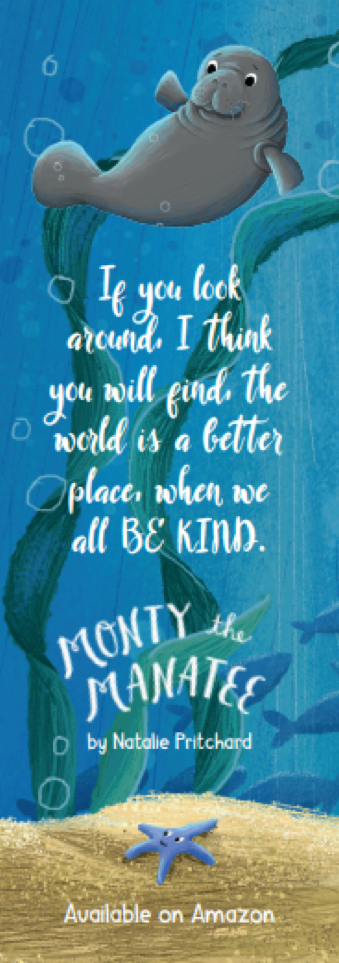 If you look
around, I think
you will find, the
world is a better
place, when we
all BE KIND.
MONTY the
MANATEE
by Natalie Pritchard
Available on Amazon